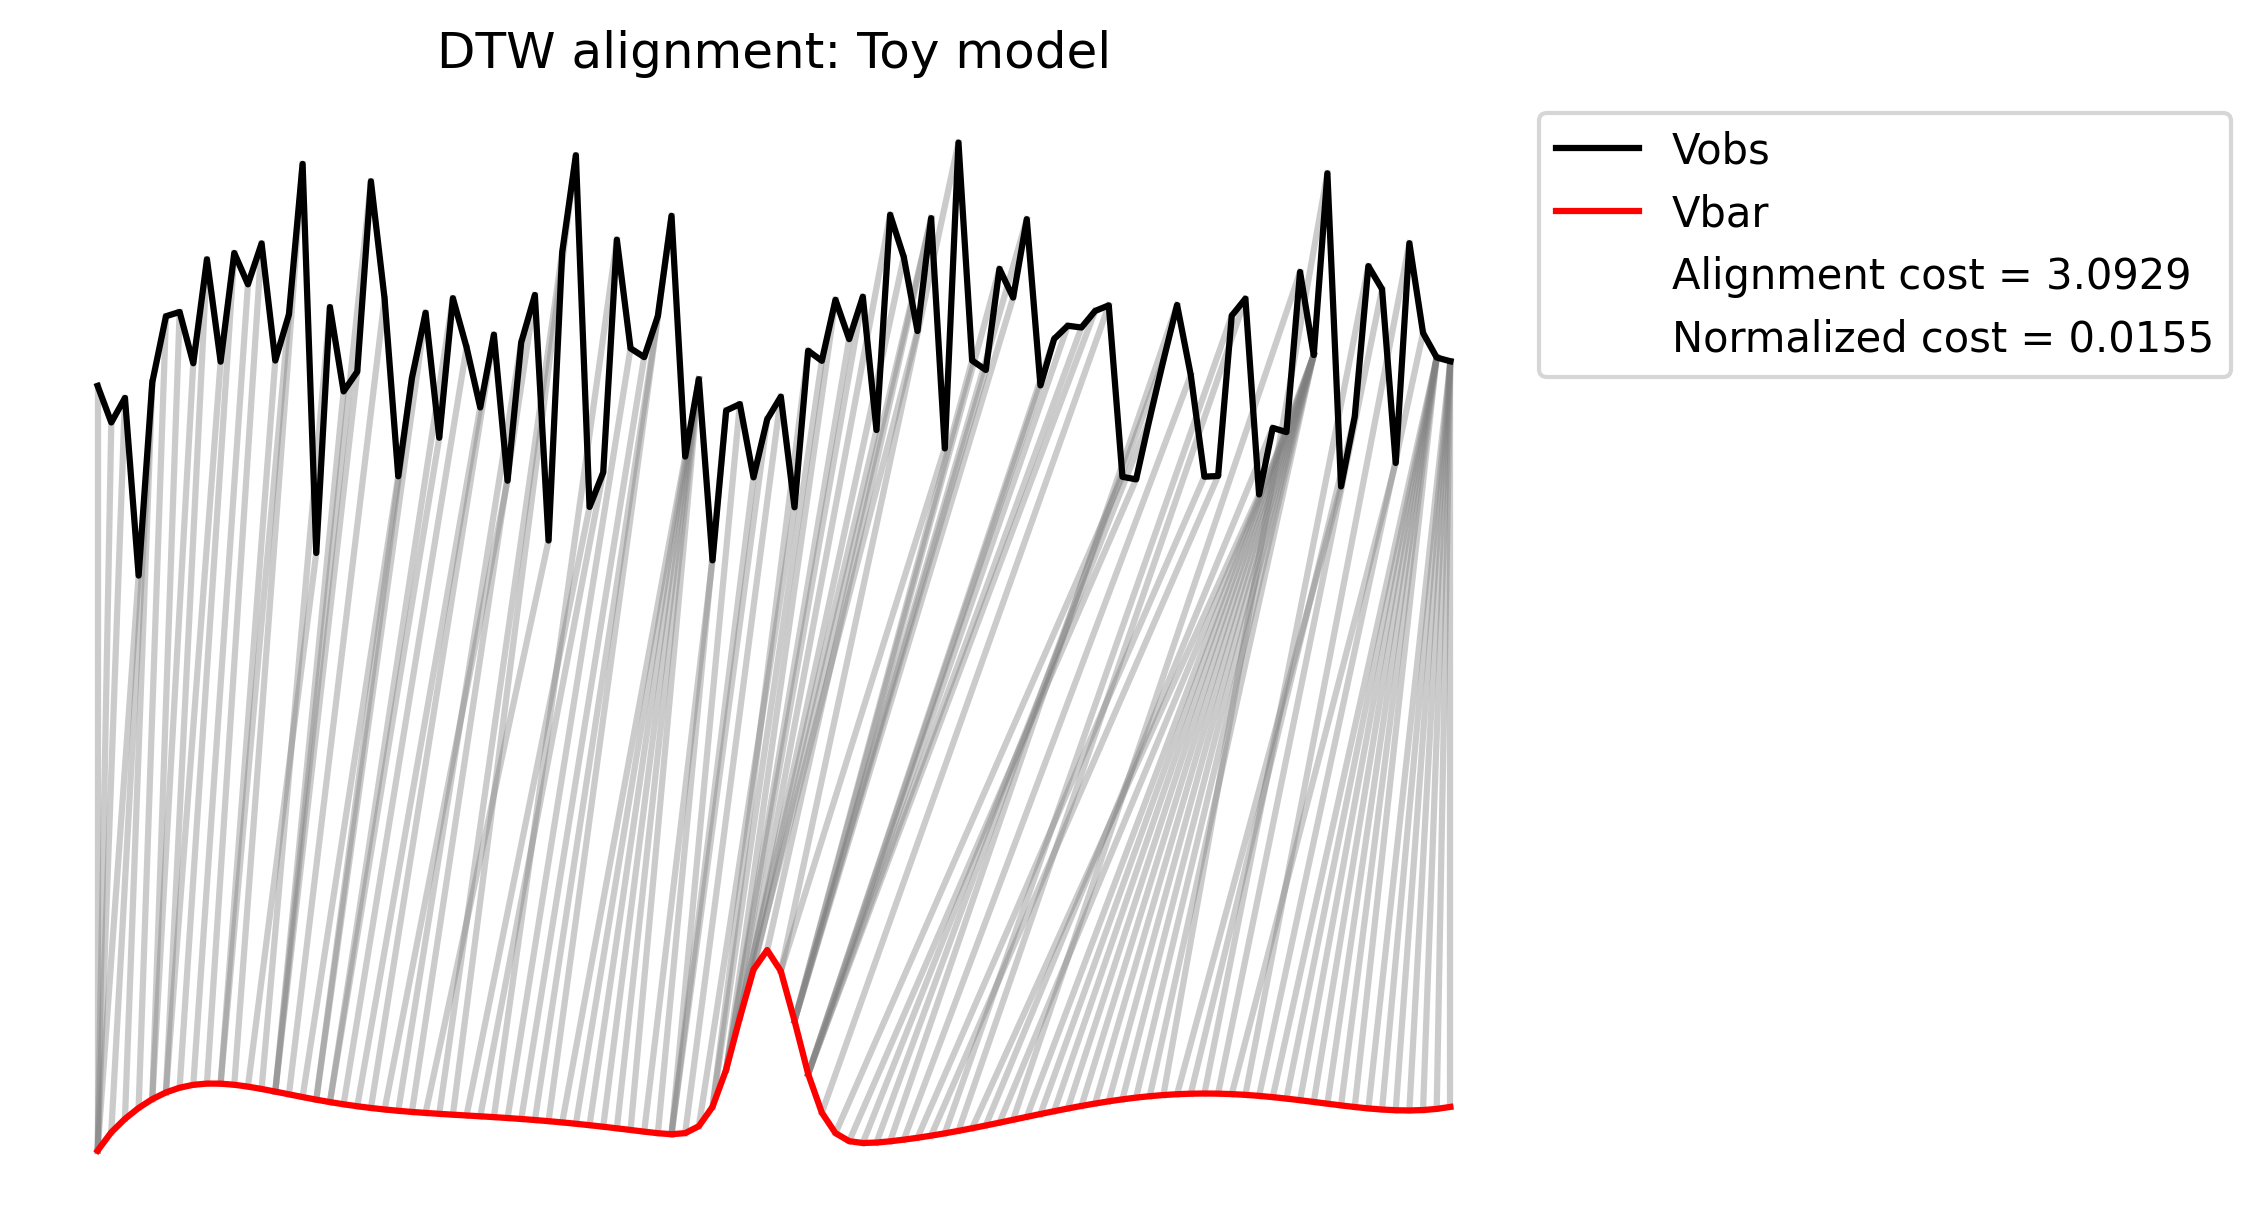 DTW alignment: Toy model
Vobs
Vbar
Alignment cost = 3.0929
Normalized cost = 0.0155